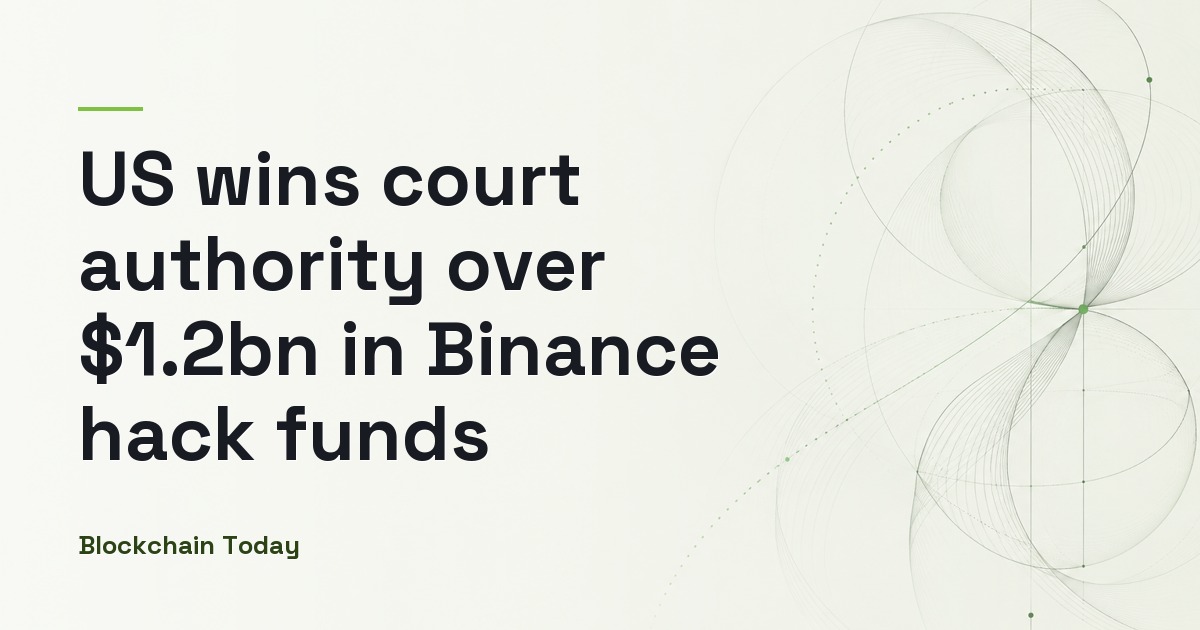 US wins court
authority over
$1.2bn in Binance
hack funds
Blockchain Today